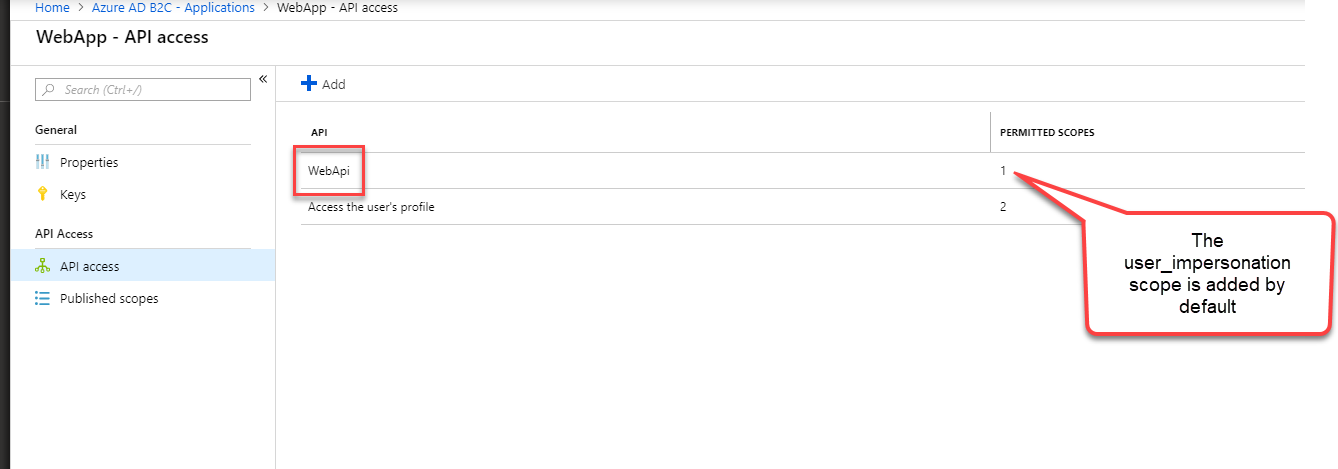 Home > Azure AD B2C - Applications > WebApp - API access
WebApp - API access
Search (Ctrl+/)
«
Add
General
Properties
Keys
API Access
API access
Published scopes
API PERMITTED SCOPES
WebApi 1
Access the user's profile 2
The
user_impersonation
scope is added by
default